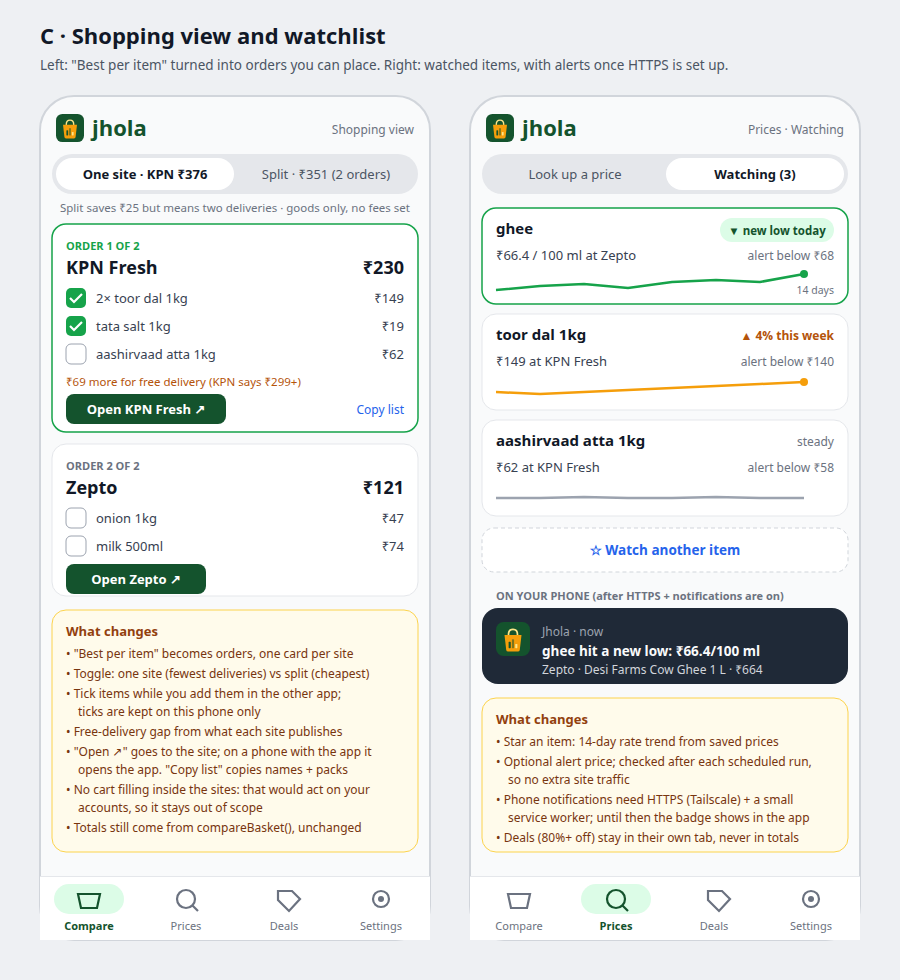 C · Shopping view and watchlist
Left: "Best per item" turned into orders you can place. Right: watched items, with alerts once HTTPS is set up.
jhola
Shopping view
One site · KPN ₹376
Split · ₹351 (2 orders)
Split saves ₹25 but means two deliveries · goods only, no fees set
ORDER 1 OF 2
KPN Fresh ₹230
2× toor dal 1kg ₹149
tata salt 1kg ₹19
aashirvaad atta 1kg ₹62
₹69 more for free delivery (KPN says ₹299+)
Open KPN Fresh ↗
Copy list
ORDER 2 OF 2
Zepto ₹121
onion 1kg ₹47
milk 500ml ₹74
Open Zepto ↗
What changes
• "Best per item" becomes orders, one card per site
• Toggle: one site (fewest deliveries) vs split (cheapest)
• Tick items while you add them in the other app;
ticks are kept on this phone only
• Free-delivery gap from what each site publishes
• "Open ↗" goes to the site; on a phone with the app it
opens the app. "Copy list" copies names + packs
• No cart filling inside the sites: that would act on your
accounts, so it stays out of scope
• Totals still come from compareBasket(), unchanged
Compare
Prices
Deals
Settings
jhola
Prices · Watching
Look up a price
Watching (3)
ghee
▼ new low today
₹66.4 / 100 ml at Zepto
alert below ₹68
14 days
toor dal 1kg
▲ 4% this week
₹149 at KPN Fresh
alert below ₹140
aashirvaad atta 1kg
steady
₹62 at KPN Fresh
alert below ₹58
☆ Watch another item
ON YOUR PHONE (after HTTPS + notifications are on)
Jhola · now
ghee hit a new low: ₹66.4/100 ml
Zepto · Desi Farms Cow Ghee 1 L · ₹664
What changes
• Star an item: 14-day rate trend from saved prices
• Optional alert price; checked after each scheduled run,
so no extra site traffic
• Phone notifications need HTTPS (Tailscale) + a small
service worker; until then the badge shows in the app
• Deals (80%+ off) stay in their own tab, never in totals
Compare
Prices
Deals
Settings